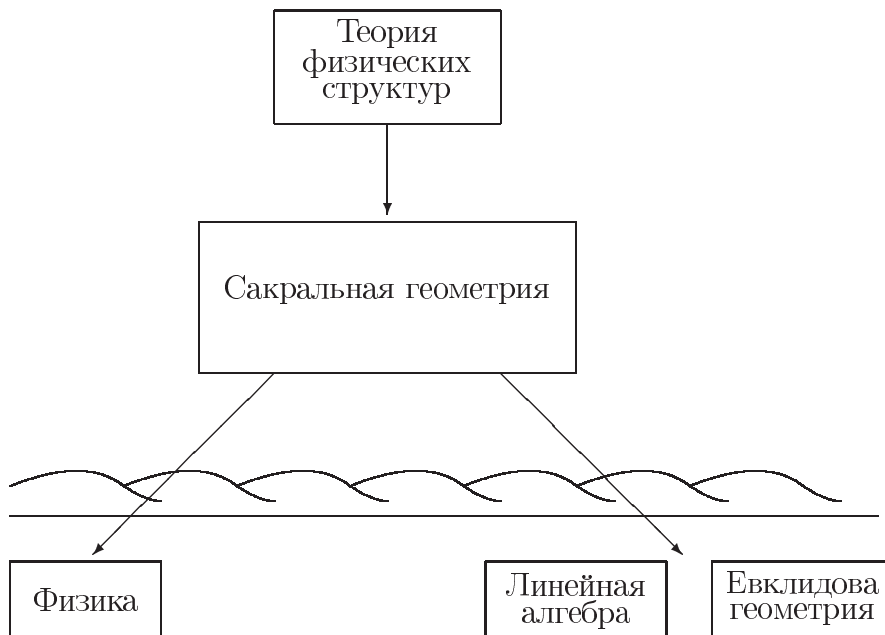 Теория
физических
структур
Сакральная геометрия
Физика
Линейная
алгебра
Евклидова
геометрия